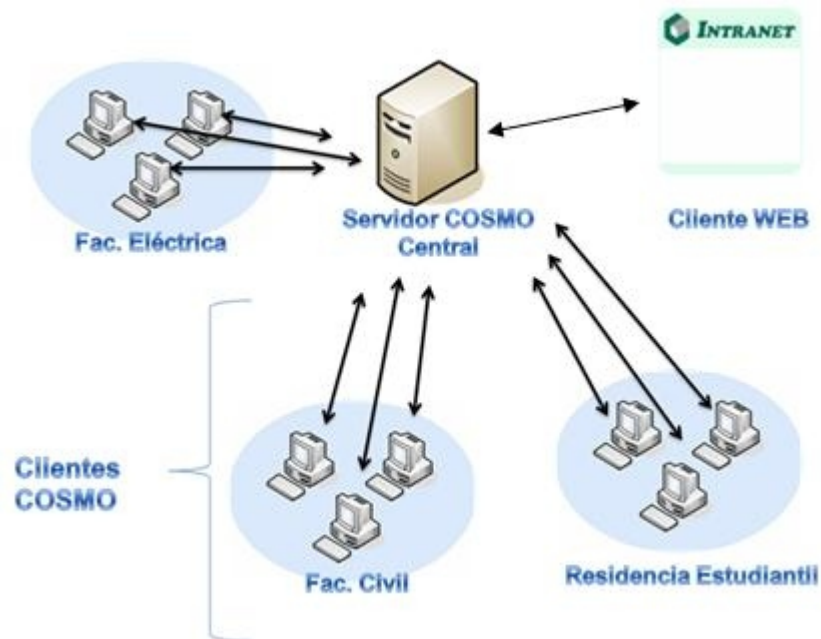 INTRANET
Fac. Eléctrica
Servidor COSMO
Central
Cliente WEB
Clientes
COSMO
Fac. Civil
Residencia Estudiantil